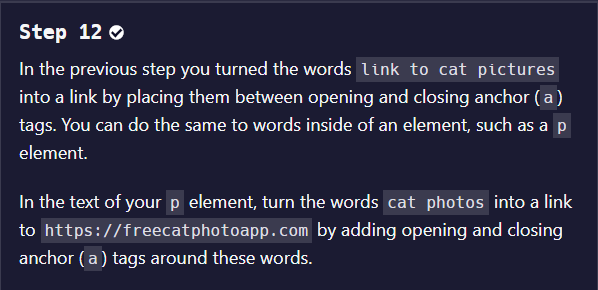 Step 12
In the previous step you turned the words link to cat pictures
into a link by placing them between opening and closing anchor (a)
tags. You can do the same to words inside of an element, such as a p
element.
In the text of your p element, turn the words cat photos into a link
to https://freecatphotoapp.com by adding opening and closing
anchor (a) tags around these words.